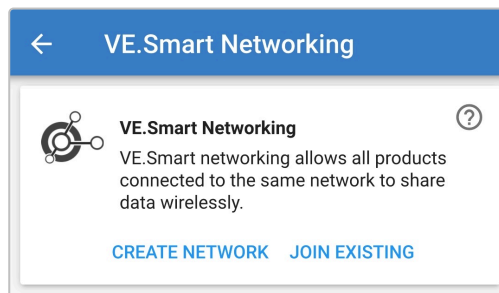 VE.Smart Networking
VE.Smart Networking
VE.Smart networking allows all products
connected to the same network to share
data wirelessly.
CREATE NETWORK JOIN EXISTING